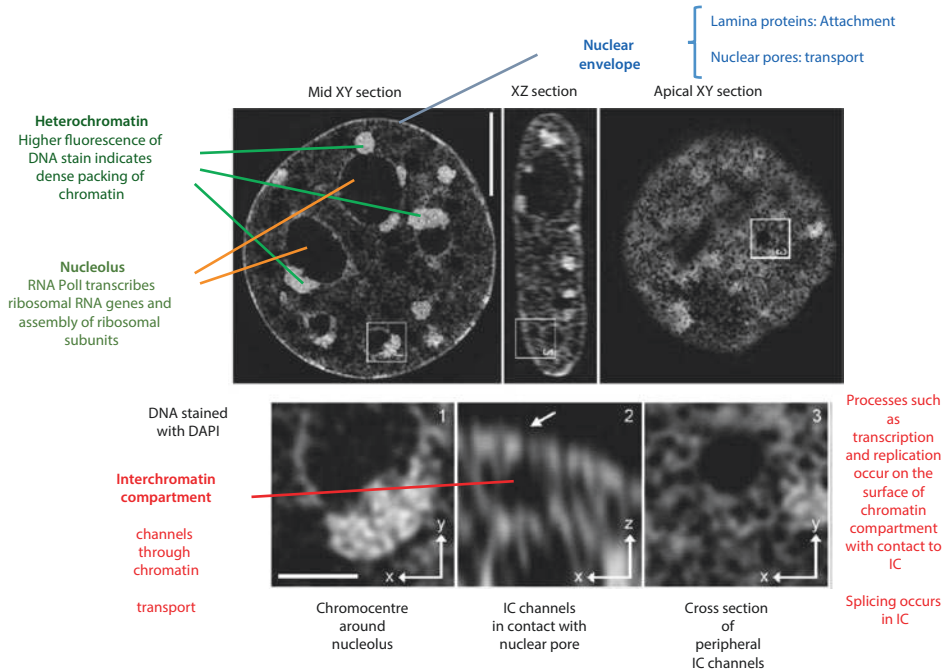 Lamina proteins: Attachment
Nuclear
envelope
Nuclear pores: transport
Mid XY section
XZ section
Apical XY section
Heterochromatin
Higher fluorescence of
DNA stain indicates
dense packing of
chromatin
Nucleolus
RNA Poll transcribes
ribosomal RNA genes and
assembly of ribosomal
subunits
DNA stained
with DAPI
Interchromatin
compartment
channels
through
chromatin
transport
1
y
x
2
z
x
3
y
x
Processes such
as
transcription
and replication
occur on the
surface of
chromatin
compartment
with contact to
IC
Splicing occurs
in IC
Chromocentre
around
nucleolus
IC channels
in contact with
nuclear pore
Cross section
of
peripheral
IC channels